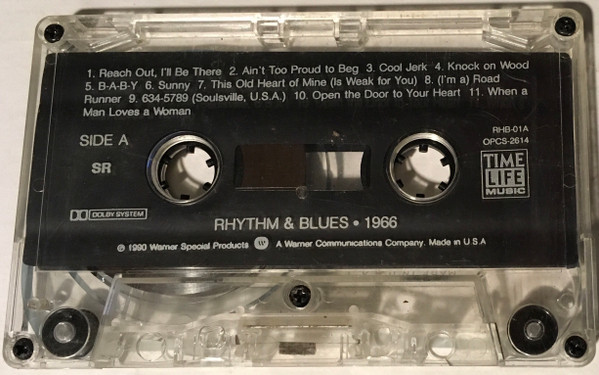 1. Reach Out, I'll Be There 2. Ain't Too Proud to Beg 3. Cool Jerk 4. Knock on Wood
5. B-A-B-Y 6. Sunny 7. This Old Heart of Mine (Is Weak for You) 8. (I'm a) Road
Runner 9. 634-5789 (Soulsville, U.S.A.) 10. Open the Door to Your Heart 11. When a
Man Loves a Woman
SIDE A
SR
RHB-01A
OPCS-2614
TIME
LIFE
MUSIC
DOLBY SYSTEM
RHYTHM & BLUES • 1966
℗ 1990 Warner Special Products W A Warner Communications Company. Made in U.S.A